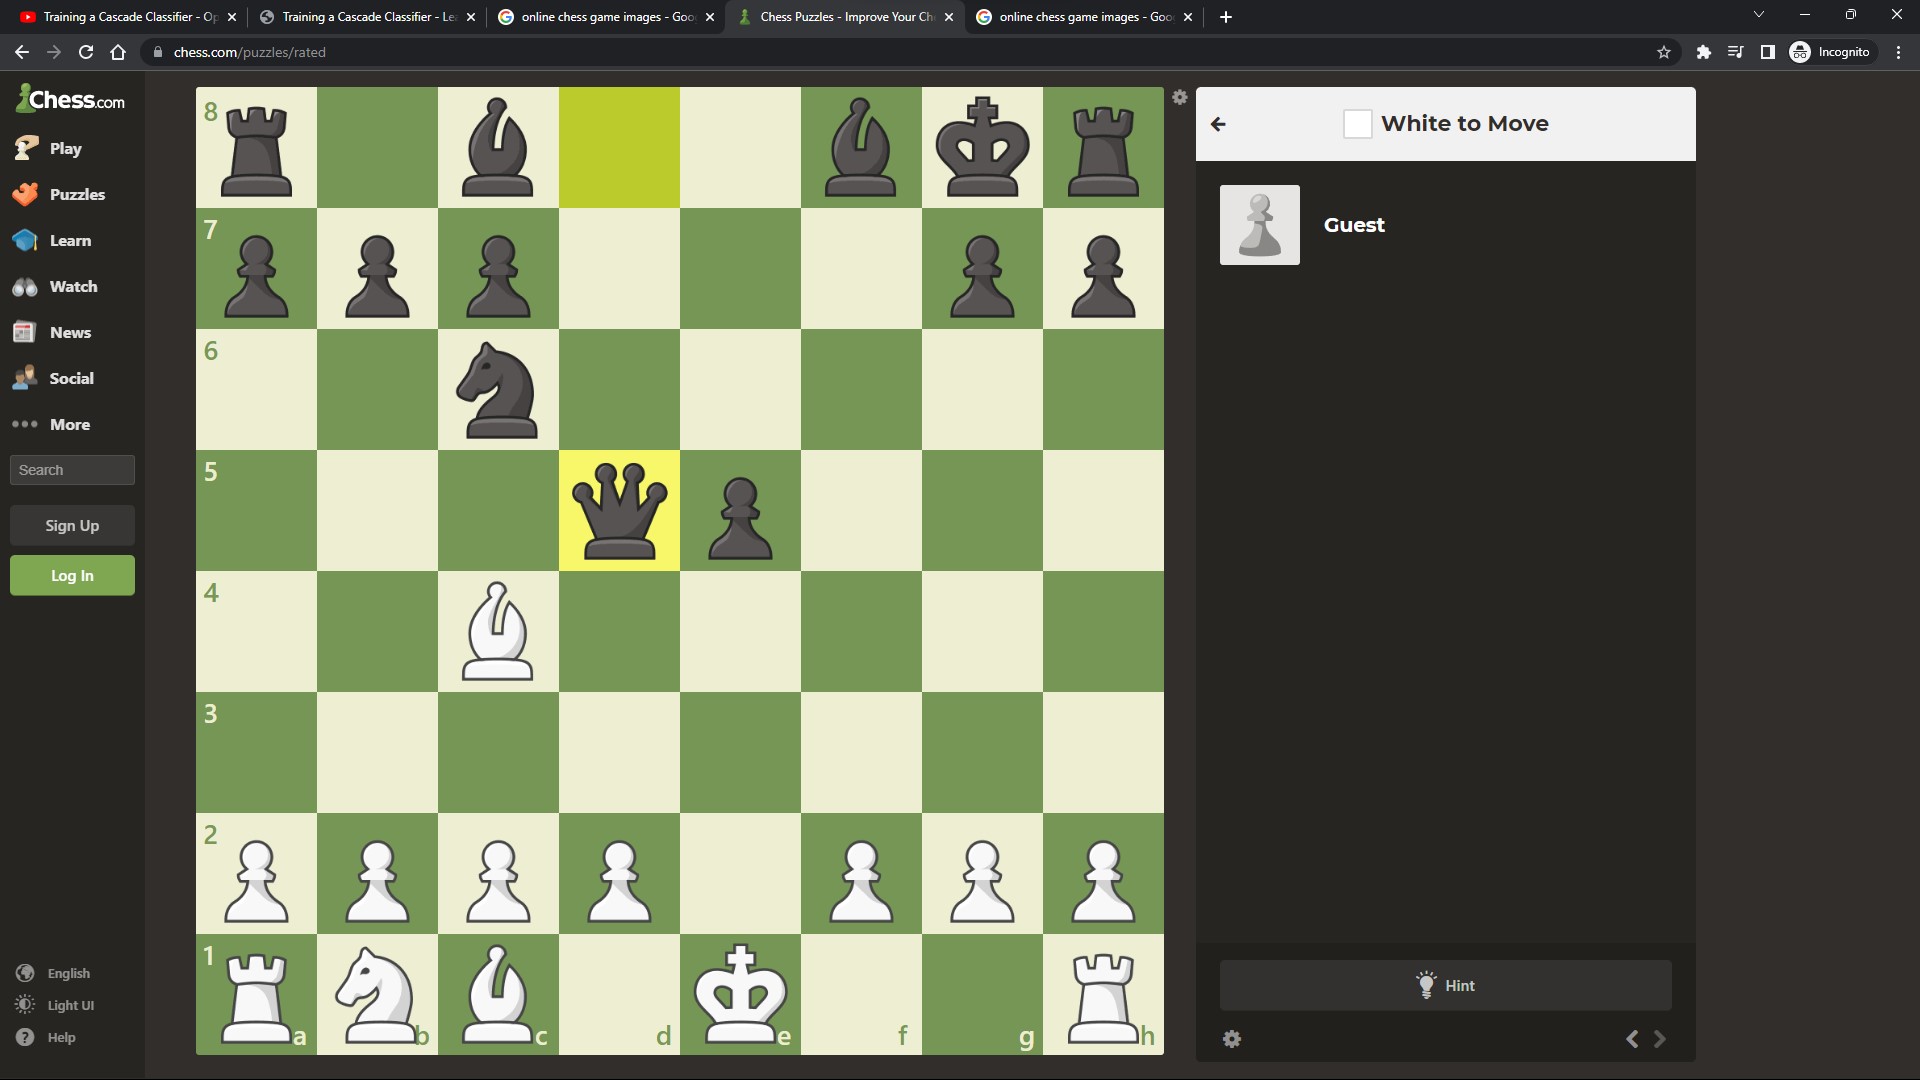 Training a Cascade Classifier - Op
Training a Cascade Classifier - Le
online chess game images - Goo
Chess Puzzles - Improve Your Ch
online chess game images - Goo
chess.com/puzzles/rated
Incognito
Chess.com
Play
Puzzles
Learn
Watch
News
Social
More
Search
Sign Up
Log In
English
Light UI
Help
8
7
6
5
4
3
2
1
a b c d e f g h
White to Move
Guest
Hint